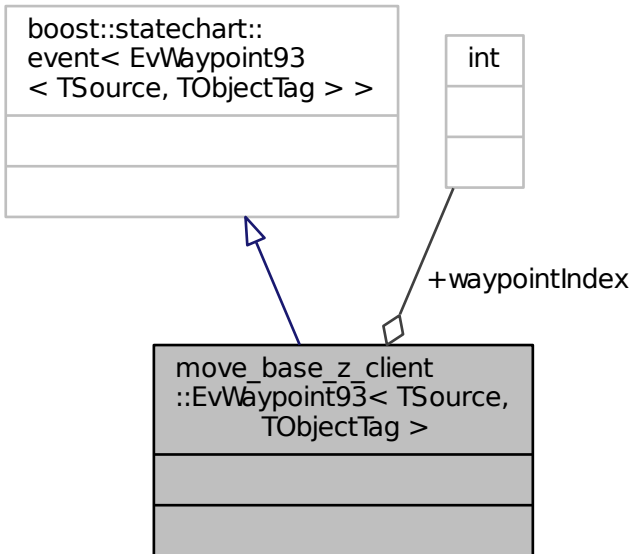 boost::statechart::
event< EvWaypoint93
< TSource, TObjectTag > >
int
+waypointIndex
move_base_z_client
::EvWaypoint93< TSource,
TObjectTag >